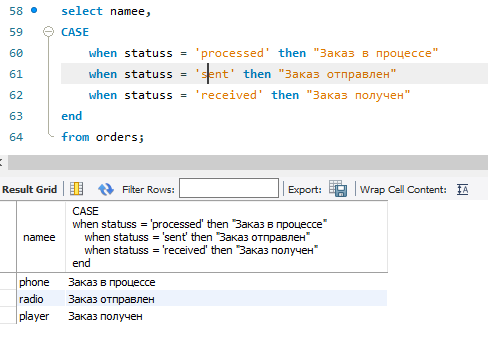 58 select namee,
59 CASE
60 when statuss = 'processed' then "Заказ в процессе"
61 when statuss = 'sent' then "Заказ отправлен"
62 when statuss = 'received' then "Заказ получен"
63 end
64 from orders;
Result Grid Filter Rows: Export: Wrap Cell Content: IA
CASE
when statuss = 'processed' then "Заказ в процессе"
namee when statuss = 'sent' then "Заказ отправлен"
when statuss = 'received' then "Заказ получен"
end
phone Заказ в процессе
radio Заказ отправлен
player Заказ получен